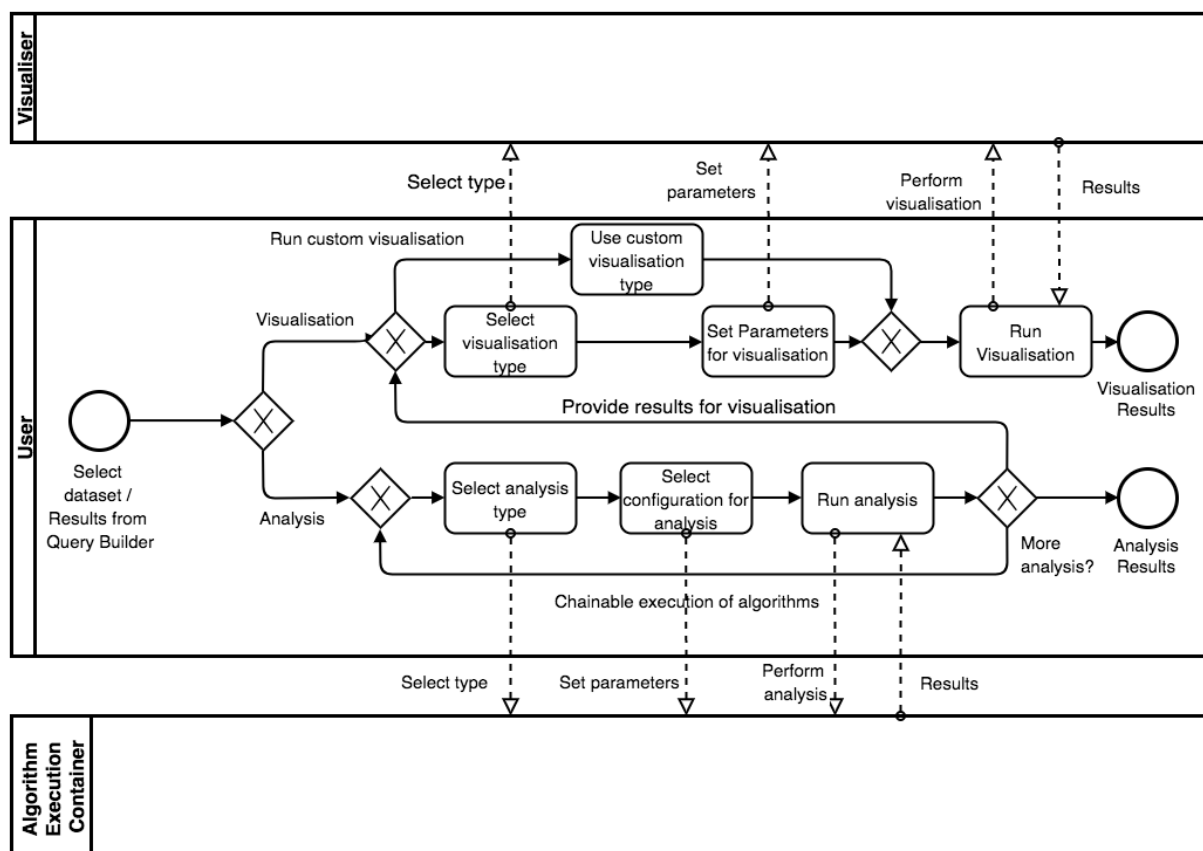 Visualiser
Select type
Set
parameters
Perform
visualisation
Results
User
Run custom visualisation
Use custom
visualisation
type
Visualisation
Select
visualisation
type
Set Parameters
for visualisation
Run
Visualisation
Visualisation
Results
Provide results for visualisation
Select
dataset /
Results from
Query Builder
Analysis
Select analysis
type
Select
configuration for
analysis
Run analysis
More
analysis?
Analysis
Results
Chainable execution of algorithms
Select type
Set parameters
Perform
analysis
Results
Algorithm
Execution
Container